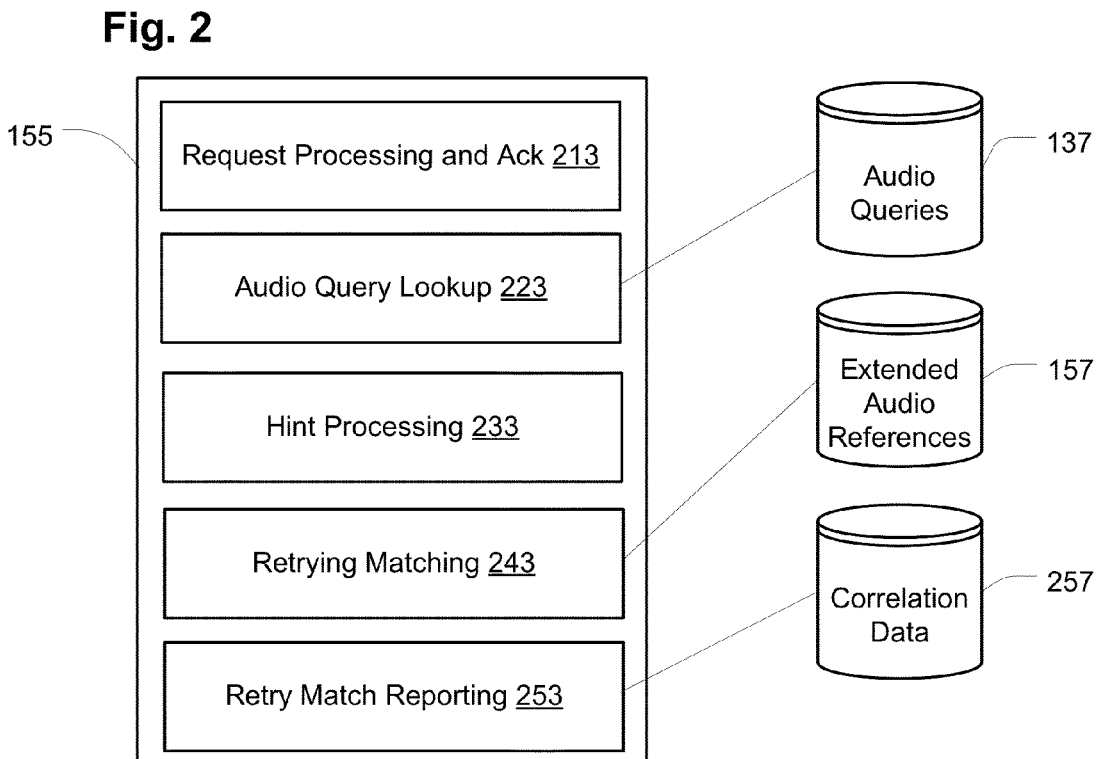 Fig. 2
155
Request Processing and Ack 213
Audio Query Lookup 223
Hint Processing 233
Retrying Matching 243
Retry Match Reporting 253
Audio
Queries
137
Extended
Audio
References
157
Correlation
Data
257